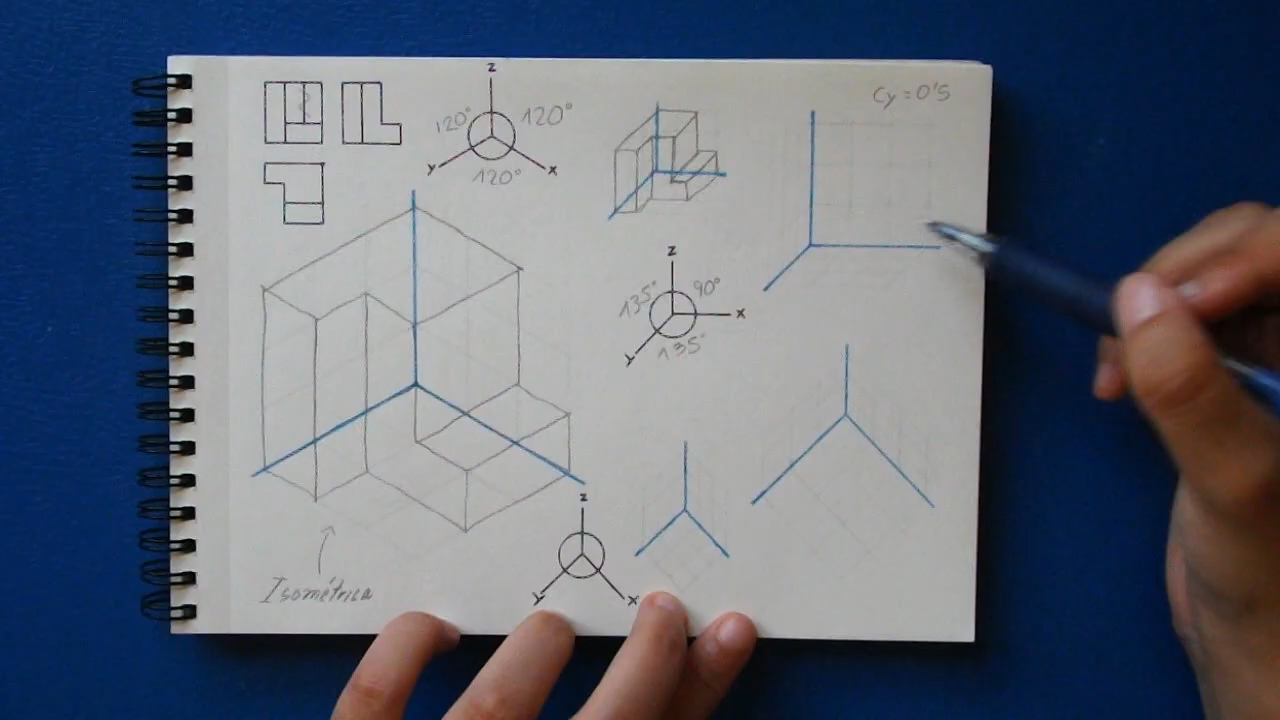 z
120° 120°
y x
120°
Cy = 0'5
z
135° 90°
x
y 135°
z
y x
Isométrica